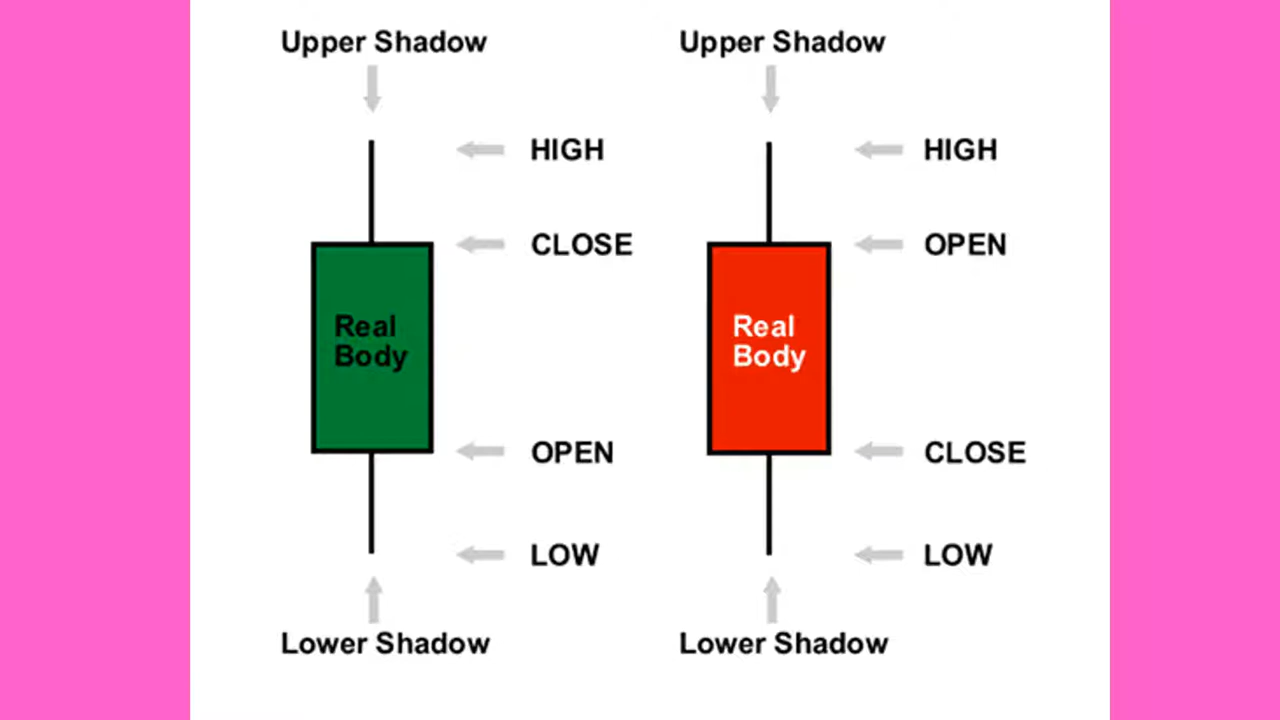 Upper Shadow
HIGH
CLOSE
Real
Body
OPEN
LOW
Lower Shadow
Upper Shadow
HIGH
OPEN
Real
Body
CLOSE
LOW
Lower Shadow